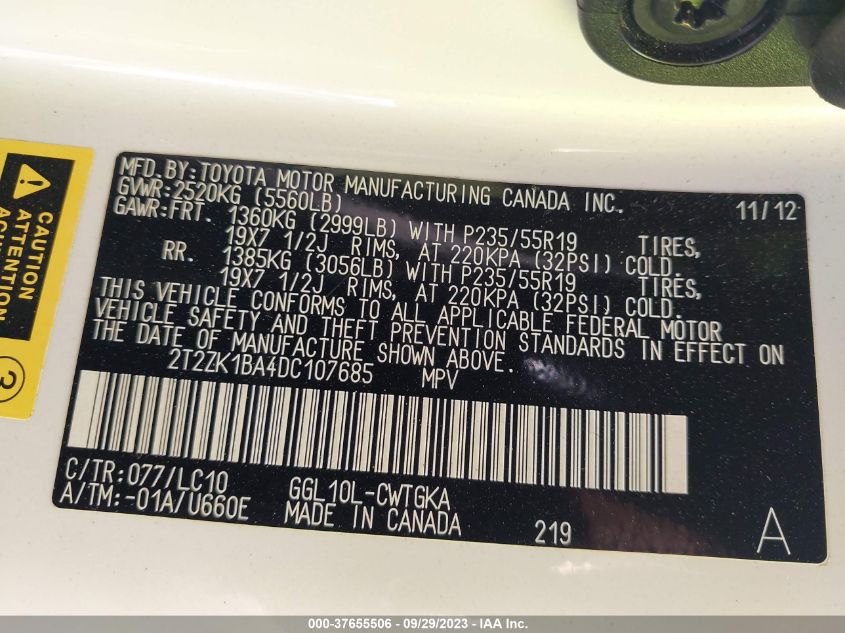 MFD.BY:TOYOTA MOTOR MANUFACTURING CANADA INC. 11/12
GVWR:2520KG (5560LB)
GAWR:FRT. 1360KG (2999LB) WITH P235/55R19 TIRES,
19X7 1/2J RIMS, AT 220KPA (32PSI) COLD.
RR. 1385KG (3056LB) WITH P235/55R19 TIRES,
19X7 1/2J RIMS, AT 220KPA (32PSI) COLD.
THIS VEHICLE CONFORMS TO ALL APPLICABLE FEDERAL MOTOR
VEHICLE SAFETY AND THEFT PREVENTION STANDARDS IN EFFECT ON
THE DATE OF MANUFACTURE SHOWN ABOVE.
2T2ZK1BA4DC107685 MPV
C/TR:077/LC10 GGL10L-CWTGKA
A/TM:-01A/U660E MADE IN CANADA 219 A
CAUTION
ATTENTION
3
000-37655506 - 09/29/2023 - IAA Inc.